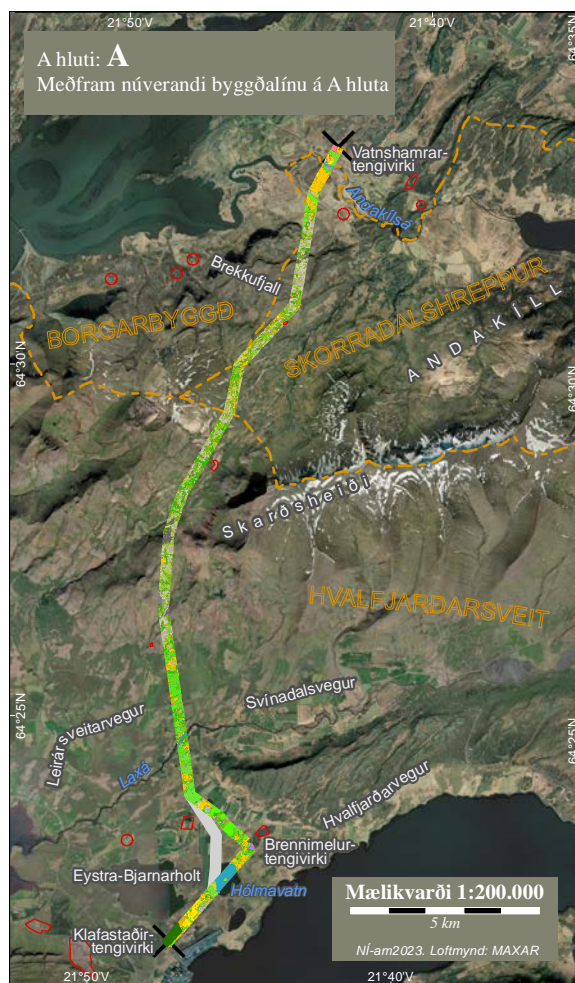 21°50'V
21°40'V
64°35'N
A hluti: A
Meðfram núverandi byggðalínu á A hluta
Vatnshamrar-
tengivirki
Andakílsá
Brekkufjall
BORGARBYGGÐ
SKORRADALSHREPPUR
ANDAKÍLL
64°30'N
64°30'N
Skarðsheiði
HVALFJARÐARSVEIT
Svínadalsvegur
64°25'N
64°25'N
Leirársveitarvegur
Laxá
Hvalfjarðarvegur
Brennimelur-
tengivirki
Eystra-Bjarnarholt
Hólmavatn
Klafastaðir-
tengivirki
Mælikvarði 1:200.000
5 km
NÍ-am2023. Loftmynd: MAXAR
21°50'V
21°40'V